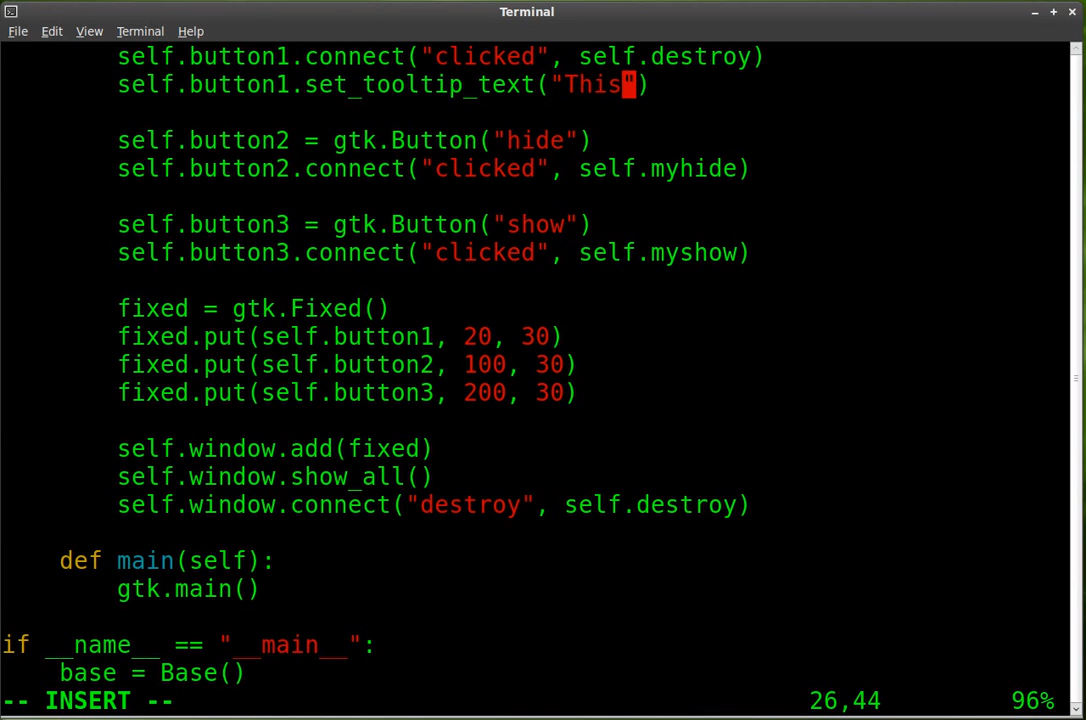 Terminal
File Edit View Terminal Help
self.button1.connect("clicked", self.destroy)
self.button1.set_tooltip_text("This")
self.button2 = gtk.Button("hide")
self.button2.connect("clicked", self.myhide)
self.button3 = gtk.Button("show")
self.button3.connect("clicked", self.myshow)
fixed = gtk.Fixed()
fixed.put(self.button1, 20, 30)
fixed.put(self.button2, 100, 30)
fixed.put(self.button3, 200, 30)
self.window.add(fixed)
self.window.show_all()
self.window.connect("destroy", self.destroy)
def main(self):
gtk.main()
if __name__ == "__main__":
base = Base()
-- INSERT -- 26,44 96%